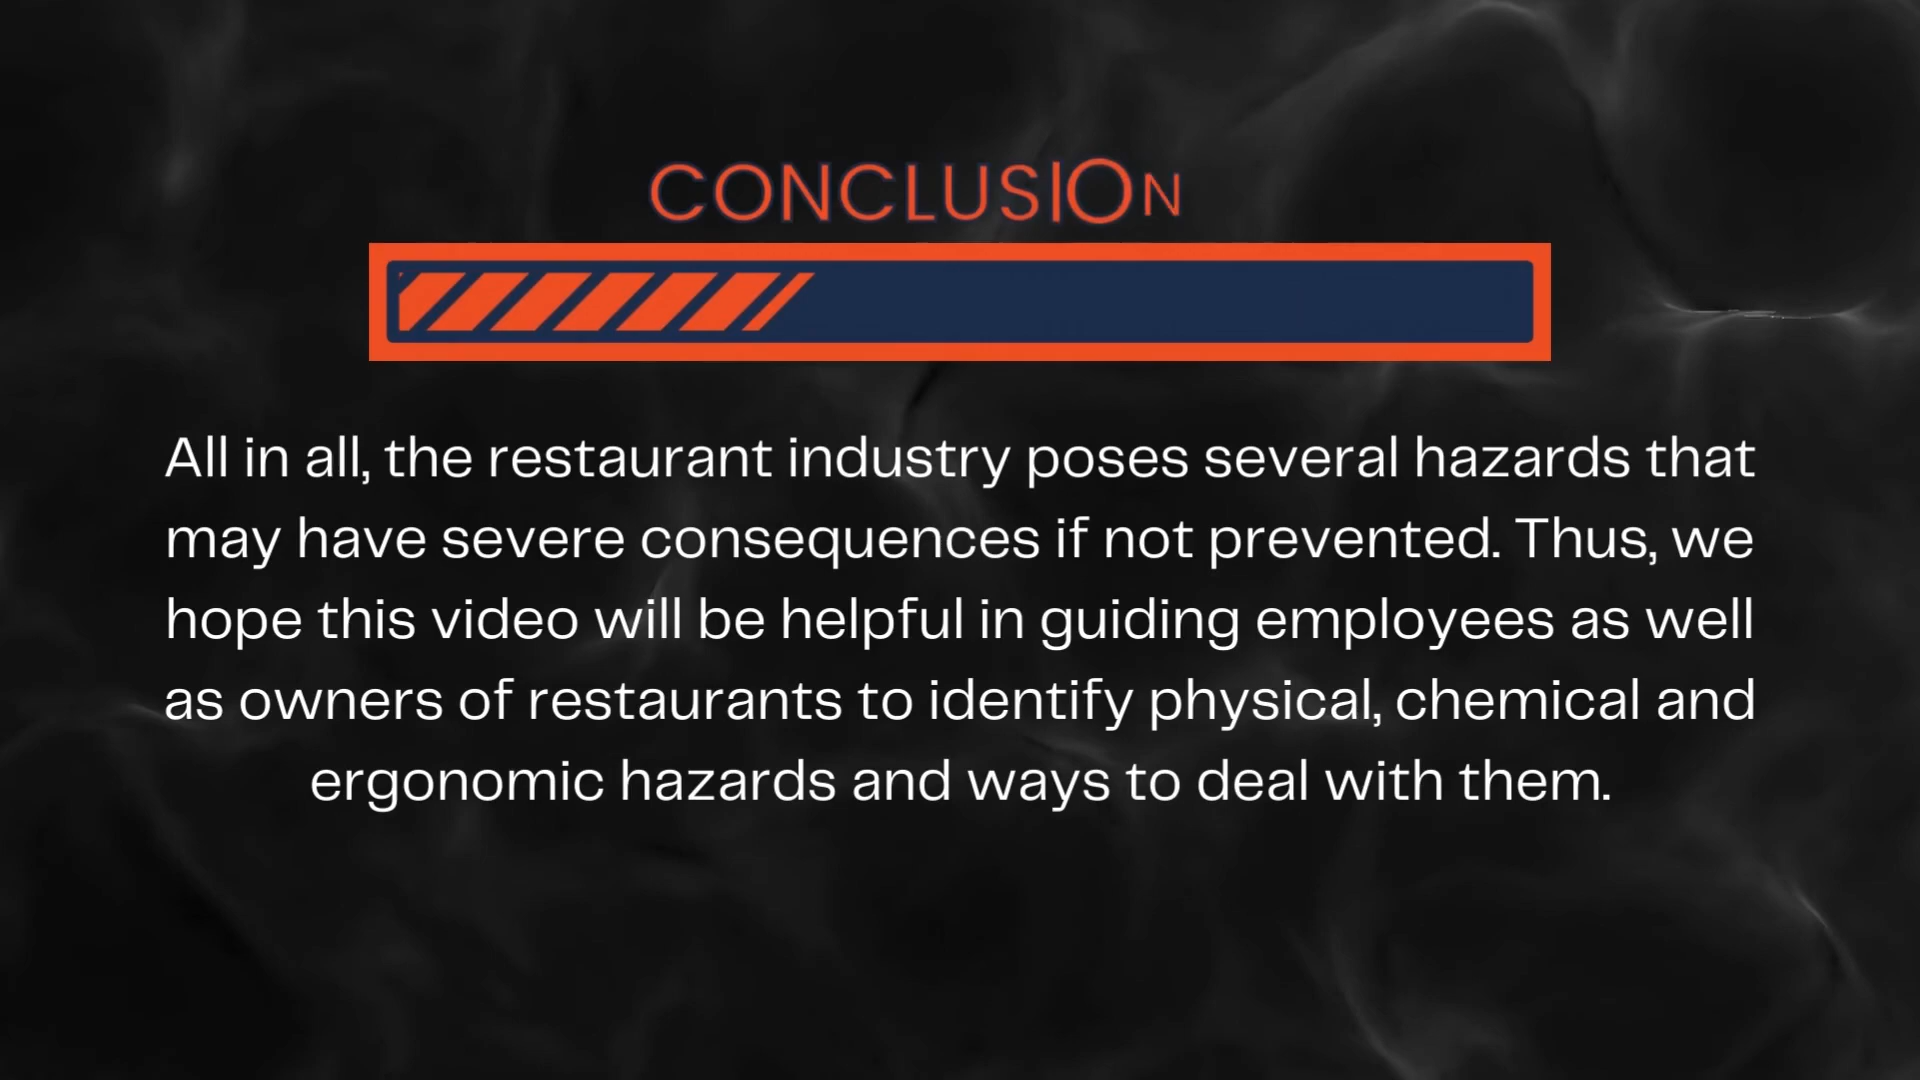 CONCLUSION
All in all, the restaurant industry poses several hazards that
may have severe consequences if not prevented. Thus, we
hope this video will be helpful in guiding employees as well
as owners of restaurants to identify physical, chemical and
ergonomic hazards and ways to deal with them.